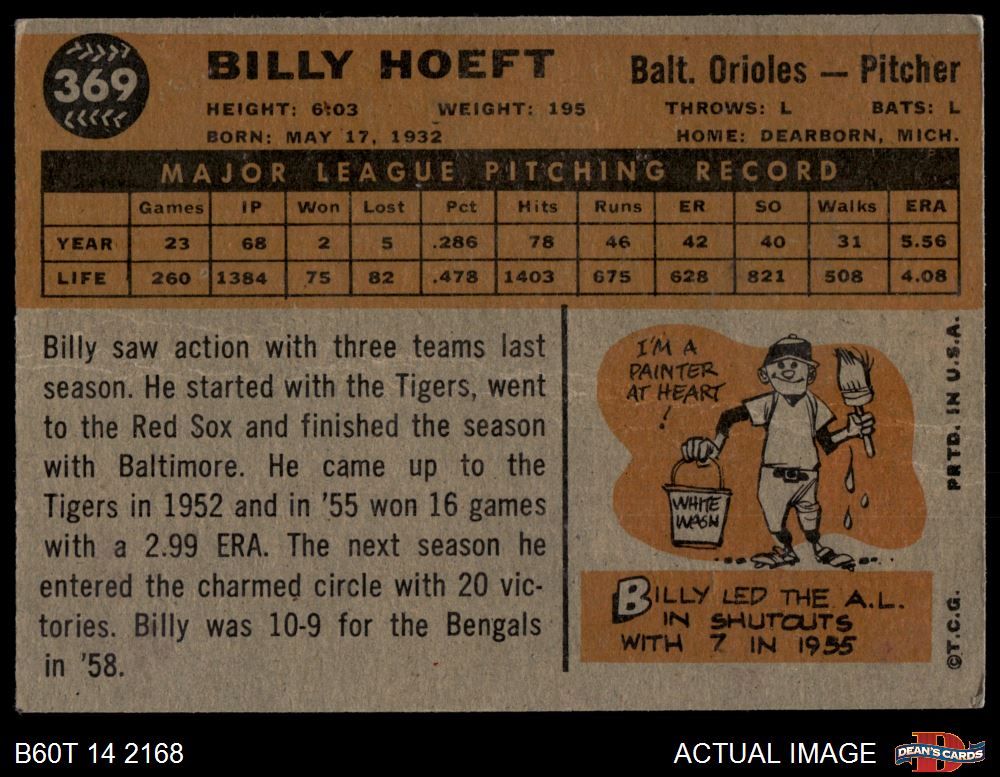 369
BILLY HOEFT
Balt. Orioles — Pitcher
HEIGHT: 6:03 WEIGHT: 195 THROWS: L BATS: L
BORN: MAY 17, 1932 HOME: DEARBORN, MICH.
MAJOR LEAGUE PITCHING RECORD
Games IP Won Lost Pct Hits Runs ER SO Walks ERA
YEAR 23 68 2 5 .286 78 46 42 40 31 5.56
LIFE 260 1384 75 82 .478 1403 675 628 821 508 4.08
Billy saw action with three teams last
season. He started with the Tigers, went
to the Red Sox and finished the season
with Baltimore. He came up to the
Tigers in 1952 and in '55 won 16 games
with a 2.99 ERA. The next season he
entered the charmed circle with 20 vic-
tories. Billy was 10-9 for the Bengals
in '58.
I'M A
PAINTER
AT HEART
!
WHITE
WASH
BILLY LED THE A.L.
IN SHUTOUTS
WITH 7 IN 1955
©T.C.G. PRTD. IN U.S.A.
B60T 14 2168
ACTUAL IMAGE
D
DEAN'S CARDS